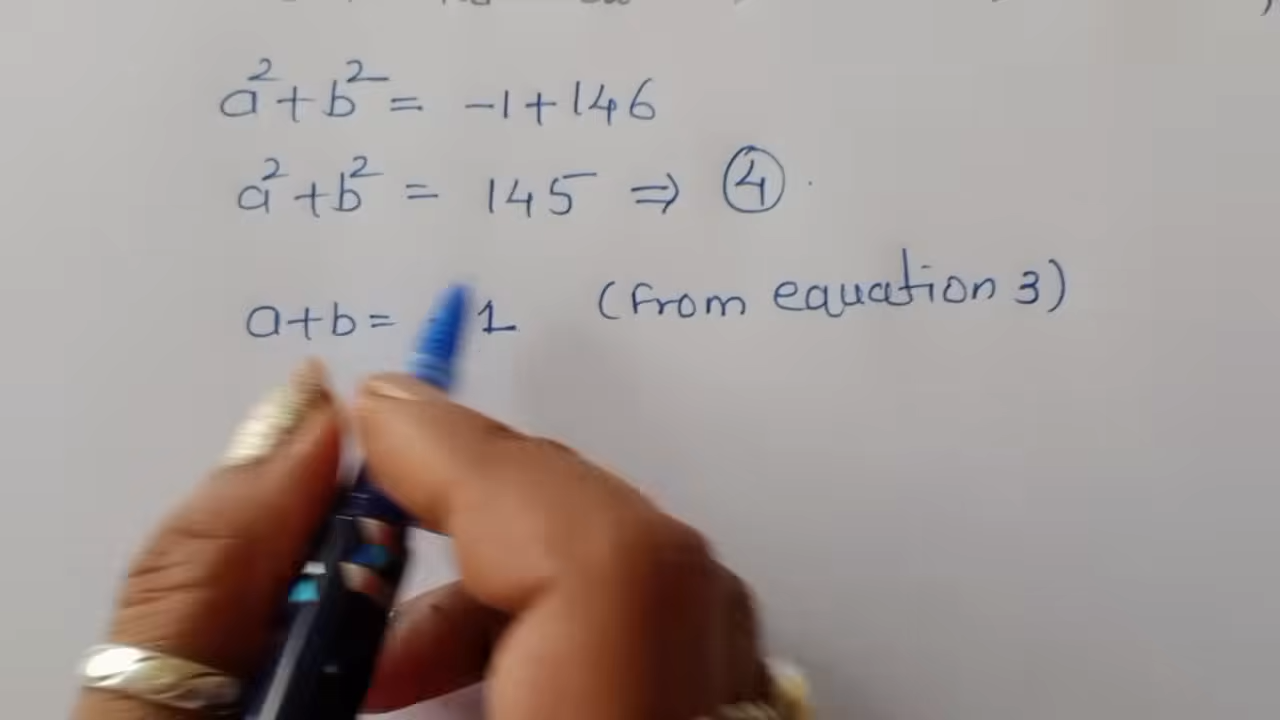 a² + b² = -1 + 146
a² + b² = 145 ⇒ ④.
a + b = 1 (From equation 3)